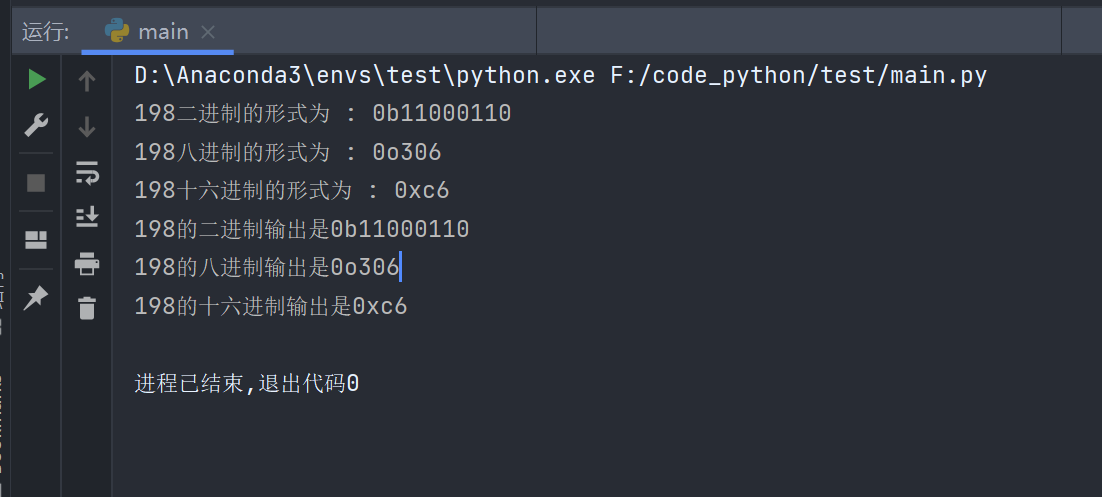 运行:
main
D:\Anaconda3\envs\test\python.exe F:/code_python/test/main.py
198二进制的形式为 : 0b11000110
198八进制的形式为 : 0o306
198十六进制的形式为 : 0xc6
198的二进制输出是0b11000110
198的八进制输出是0o306
198的十六进制输出是0xc6
进程已结束,退出代码0